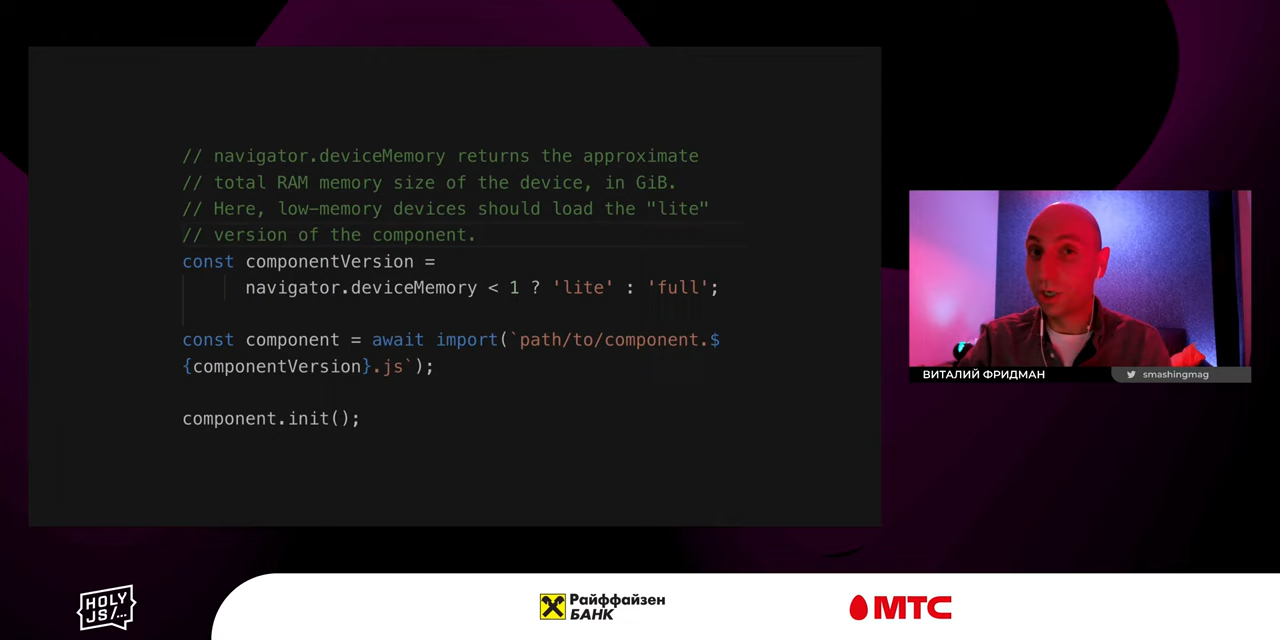 // navigator.deviceMemory returns the approximate
// total RAM memory size of the device, in GiB.
// Here, low-memory devices should load the "lite"
// version of the component.
const componentVersion =
navigator.deviceMemory < 1 ? 'lite' : 'full';
const component = await import(`path/to/component.$
{componentVersion}.js`);
component.init();
ВИТАЛИЙ ФРИДМАН
smashingmag
HOLY
JS/...
Райффайзен
БАНК
МТС